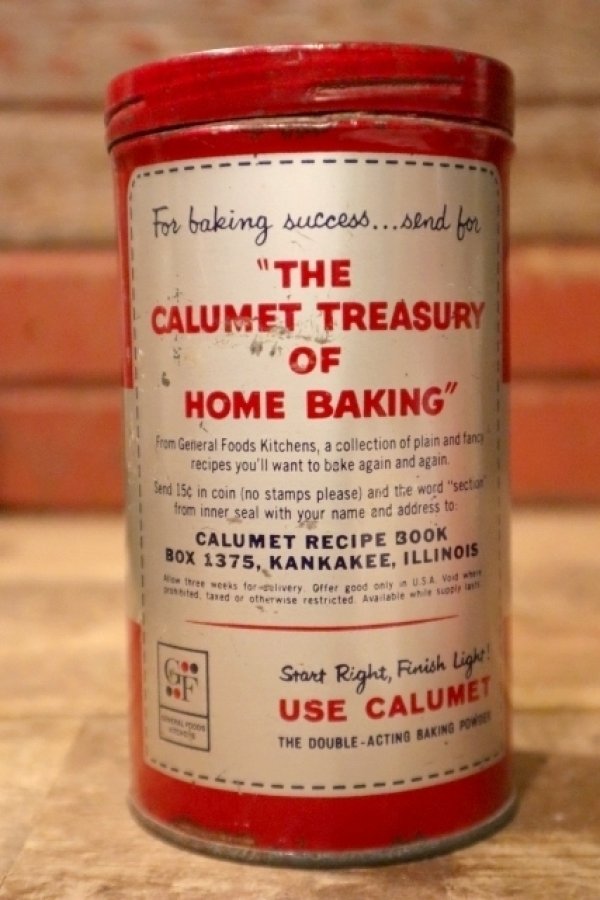 For baking success...send for
"THE
CALUMET TREASURY
OF
HOME BAKING"
From General Foods Kitchens, a collection of plain and fancy
recipes you'll want to bake again and again.
Send 15¢ in coin (no stamps please) and the word "section"
from inner seal with your name and address to:
CALUMET RECIPE BOOK
BOX 1375, KANKAKEE, ILLINOIS
Allow three weeks for delivery. Offer good only in U.S.A. Void where
prohibited, taxed or otherwise restricted. Available while supply lasts.
GF
GENERAL FOODS
KITCHENS
Start Right, Finish Light!
USE CALUMET
THE DOUBLE-ACTING BAKING POWDER